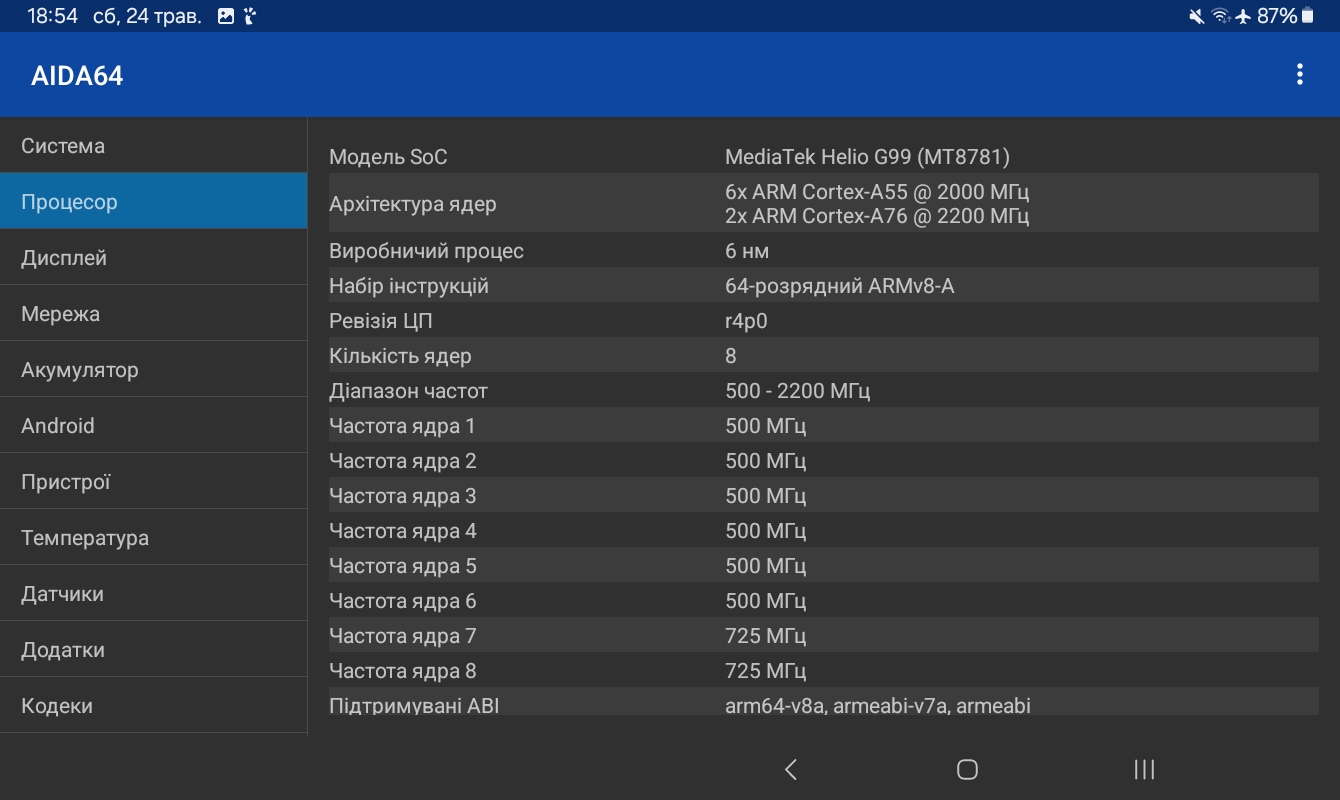 18:54 сб, 24 трав. 87%
AIDA64
Система
Процесор
Дисплей
Мережа
Акумулятор
Android
Пристрої
Температура
Датчики
Додатки
Кодеки
Модель SoC MediaTek Helio G99 (MT8781)
Архітектура ядер 6x ARM Cortex-A55 @ 2000 МГц
2x ARM Cortex-A76 @ 2200 МГц
Виробничий процес 6 нм
Набір інструкцій 64-розрядний ARMv8-A
Ревізія ЦП r4p0
Кількість ядер 8
Діапазон частот 500 - 2200 МГц
Частота ядра 1 500 МГц
Частота ядра 2 500 МГц
Частота ядра 3 500 МГц
Частота ядра 4 500 МГц
Частота ядра 5 500 МГц
Частота ядра 6 500 МГц
Частота ядра 7 725 МГц
Частота ядра 8 725 МГц
Підтримувані ABI arm64-v8a, armeabi-v7a, armeabi